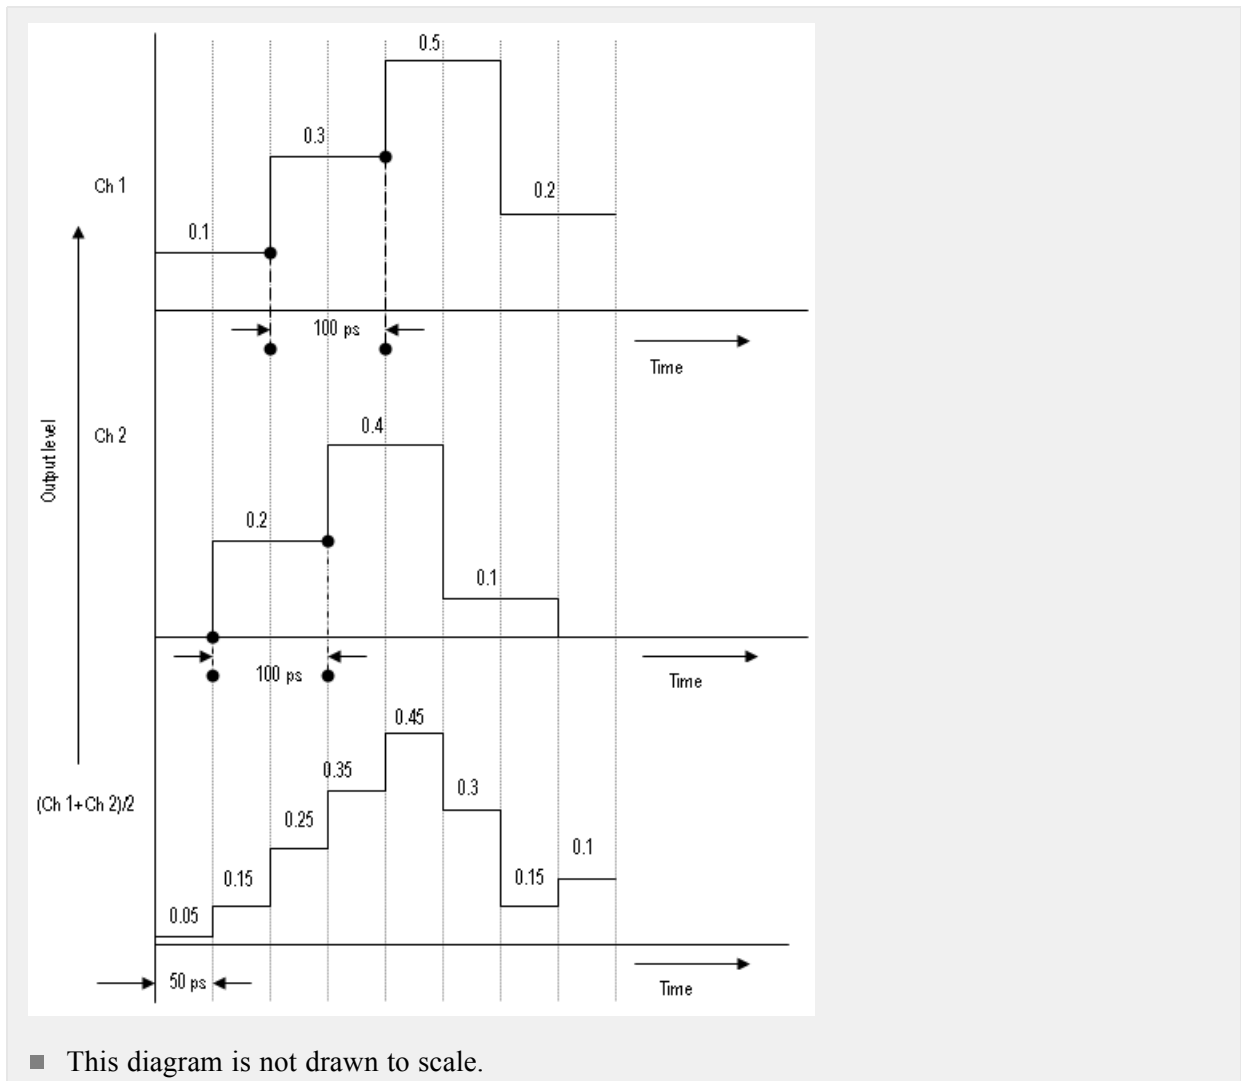 0.5
0.3
Ch 1
0.2
0.1
100 ps
Time
0.4
Ch 2
Output level
0.2
0.1
100 ps
Time
0.45
0.35
0.3
(Ch 1+Ch 2)/2
0.25
0.1
0.15
0.15
0.05
50 ps
Time
This diagram is not drawn to scale.